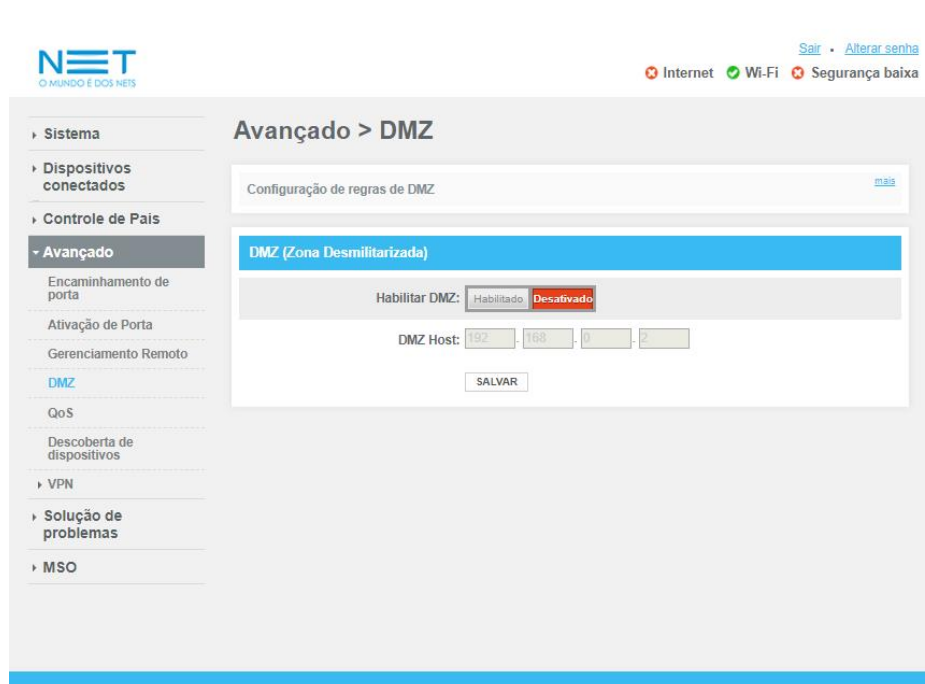 NET
O MUNDO É DOS NETS
Sair • Alterar senha
Internet Wi-Fi Segurança baixa
Sistema
Dispositivos
conectados
Controle de Pais
Avançado
Encaminhamento de
porta
Ativação de Porta
Gerenciamento Remoto
DMZ
QoS
Descoberta de
dispositivos
VPN
Solução de
problemas
MSO
Avançado > DMZ
Configuração de regras de DMZ
mais
DMZ (Zona Desmilitarizada)
Habilitar DMZ: Habilitado Desativado
DMZ Host: 192 . 168 . 0 . 2
SALVAR